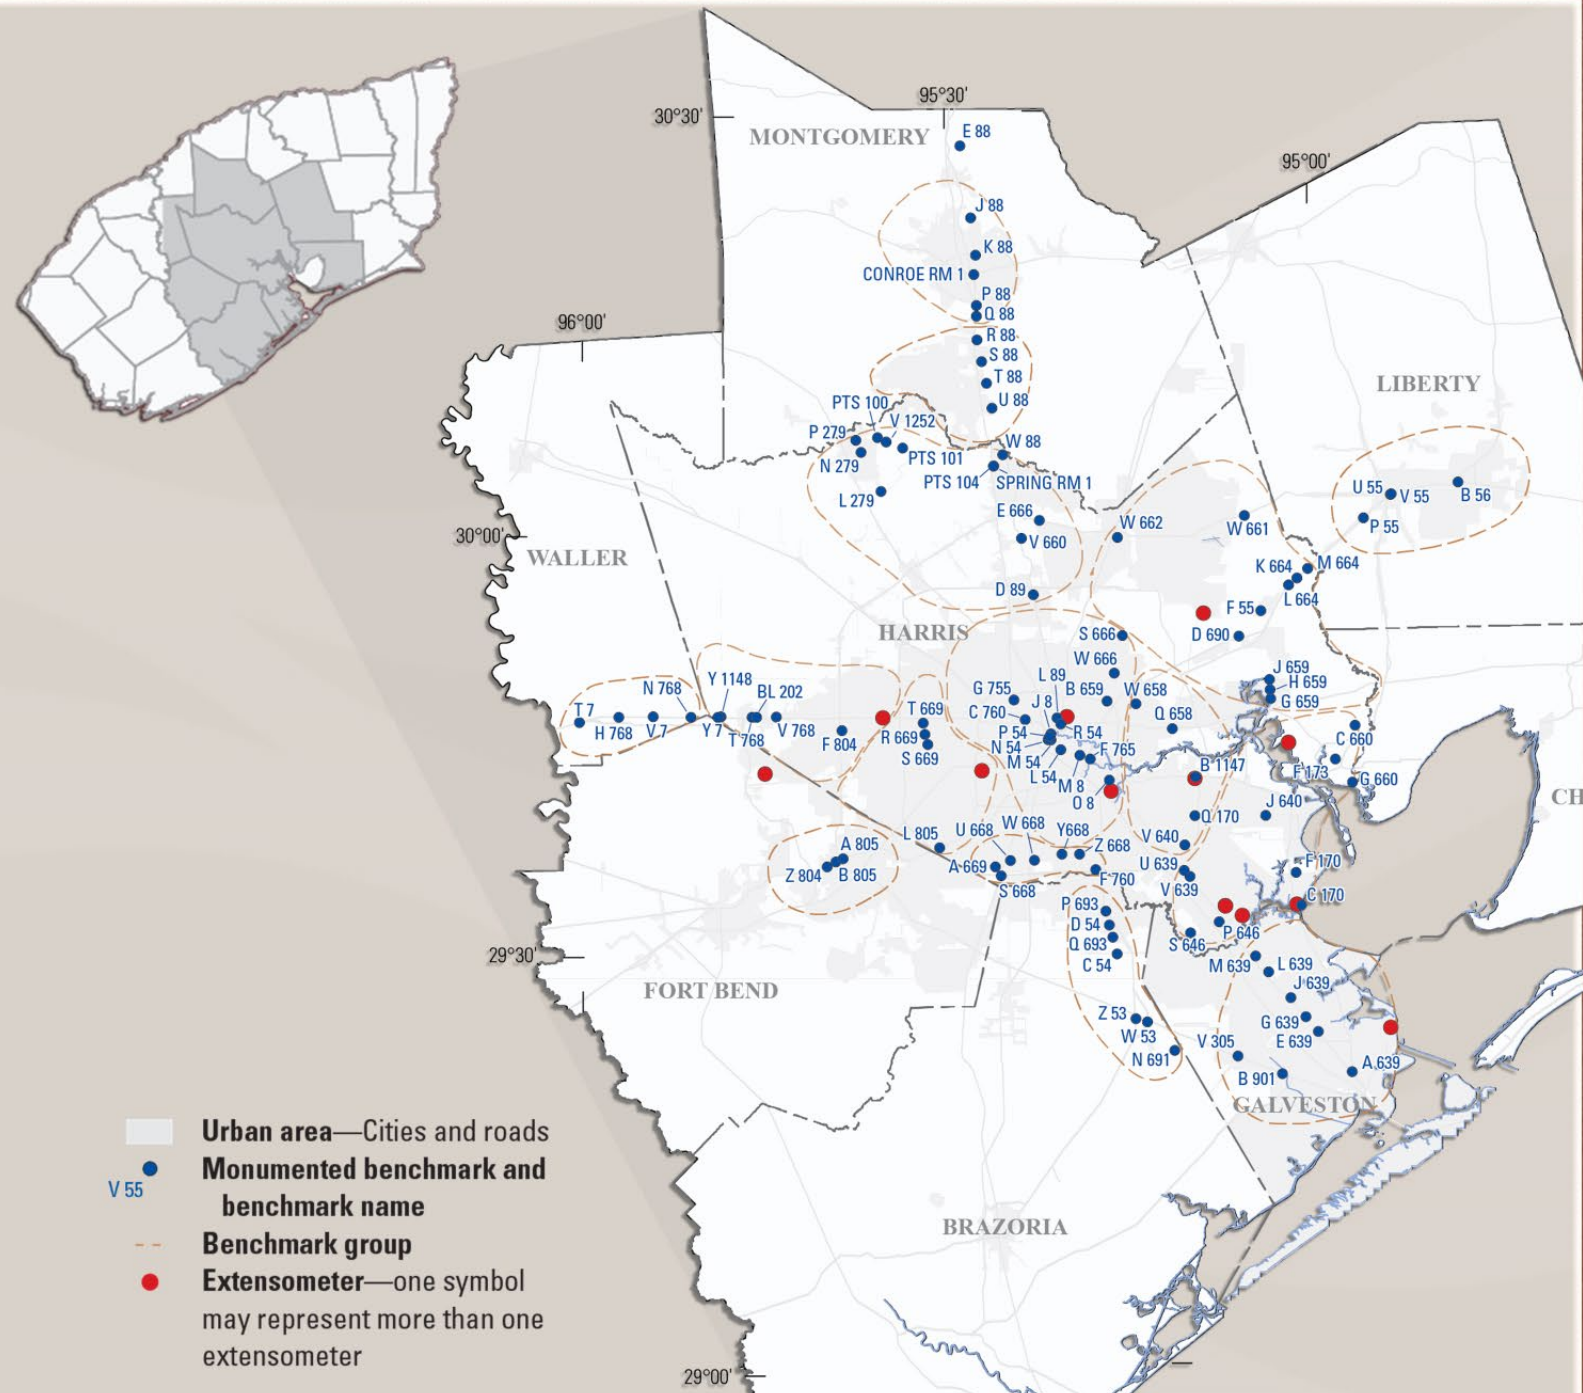 95°30'
30°30'
MONTGOMERY
E 88
95°00'
J 88
K 88
CONROE RM 1
P 88
Q 88
96°00'
R 88
S 88
T 88
LIBERTY
U 88
PTS 100
V 1252
P 279
W 88
N 279
PTS 101
PTS 104
SPRING RM 1
L 279
U 55
V 55
B 56
P 55
E 666
W 662
W 661
30°00'
V 660
WALLER
K 664
M 664
D 89
L 664
F 55
HARRIS
S 666
D 690
W 666
J 659
L 89
H 659
Y 1148
N 768
BL 202
G 755
J 8
B 659
W 658
G 659
T 7
C 760
T 669
Q 658
H 768
V 7
Y 7
T 768
V 768
F 804
R 669
P 54
R 54
C 660
N 54
S 669
M 54
F 765
B 1147
F 173
L 54
G 660
M 8
CH
O 8
J 640
Q 170
L 805
U 668
W 668
Y668
V 640
A 805
Z 668
Z 804
B 805
A 669
U 639
F 170
S 668
F 760
V 639
C 170
P 693
D 54
P 646
Q 693
S 646
29°30'
C 54
M 639
L 639
FORT BEND
J 639
Z 53
G 639
W 53
V 305
E 639
N 691
B 901
A 639
GALVESTON
Urban area—Cities and roads
Monumented benchmark and
V 55
benchmark name
BRAZORIA
Benchmark group
Extensometer—one symbol
may represent more than one
extensometer
29°00'